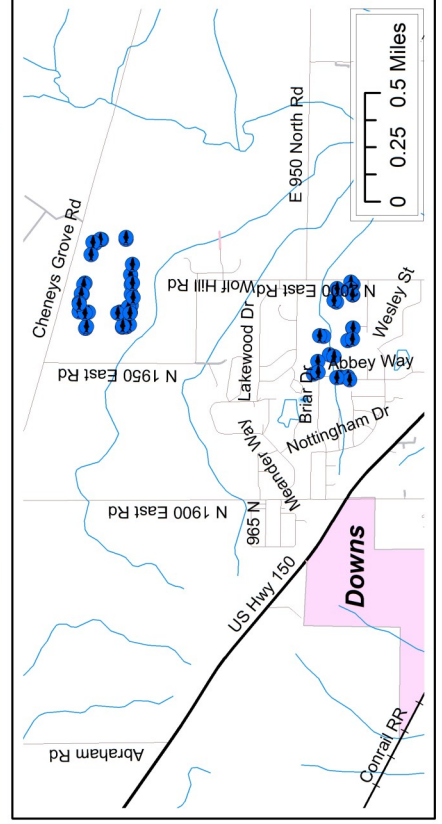 Cheneys Grove Rd
N 1950 East Rd
N 2000 East Rd
Wolf Hill Rd
E 950 North Rd
Lakewood Dr
Briar Dr
Abbey Way
Wesley St
Nottingham Dr
Meander Way
965 N
N 1900 East Rd
US Hwy 150
Downs
Abraham Rd
Conrail RR
0 0.25 0.5 Miles